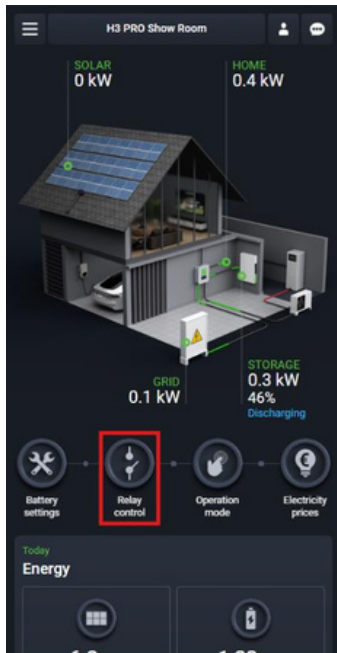 H3 PRO Show Room
SOLAR
0 kW
HOME
0.4 kW
GRID
0.1 kW
STORAGE
0.3 kW
46%
Discharging
Battery
settings
Relay
control
Operation
mode
Electricity
prices
Today
Energy